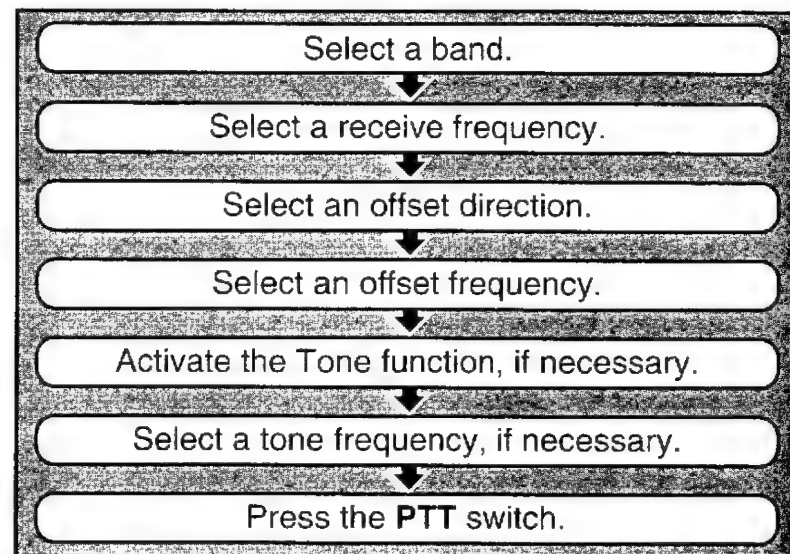 Select a band.
Select a receive frequency.
Select an offset direction.
Select an offset frequency.
Activate the Tone function, if necessary.
Select a tone frequency, if necessary.
Press the PTT switch.